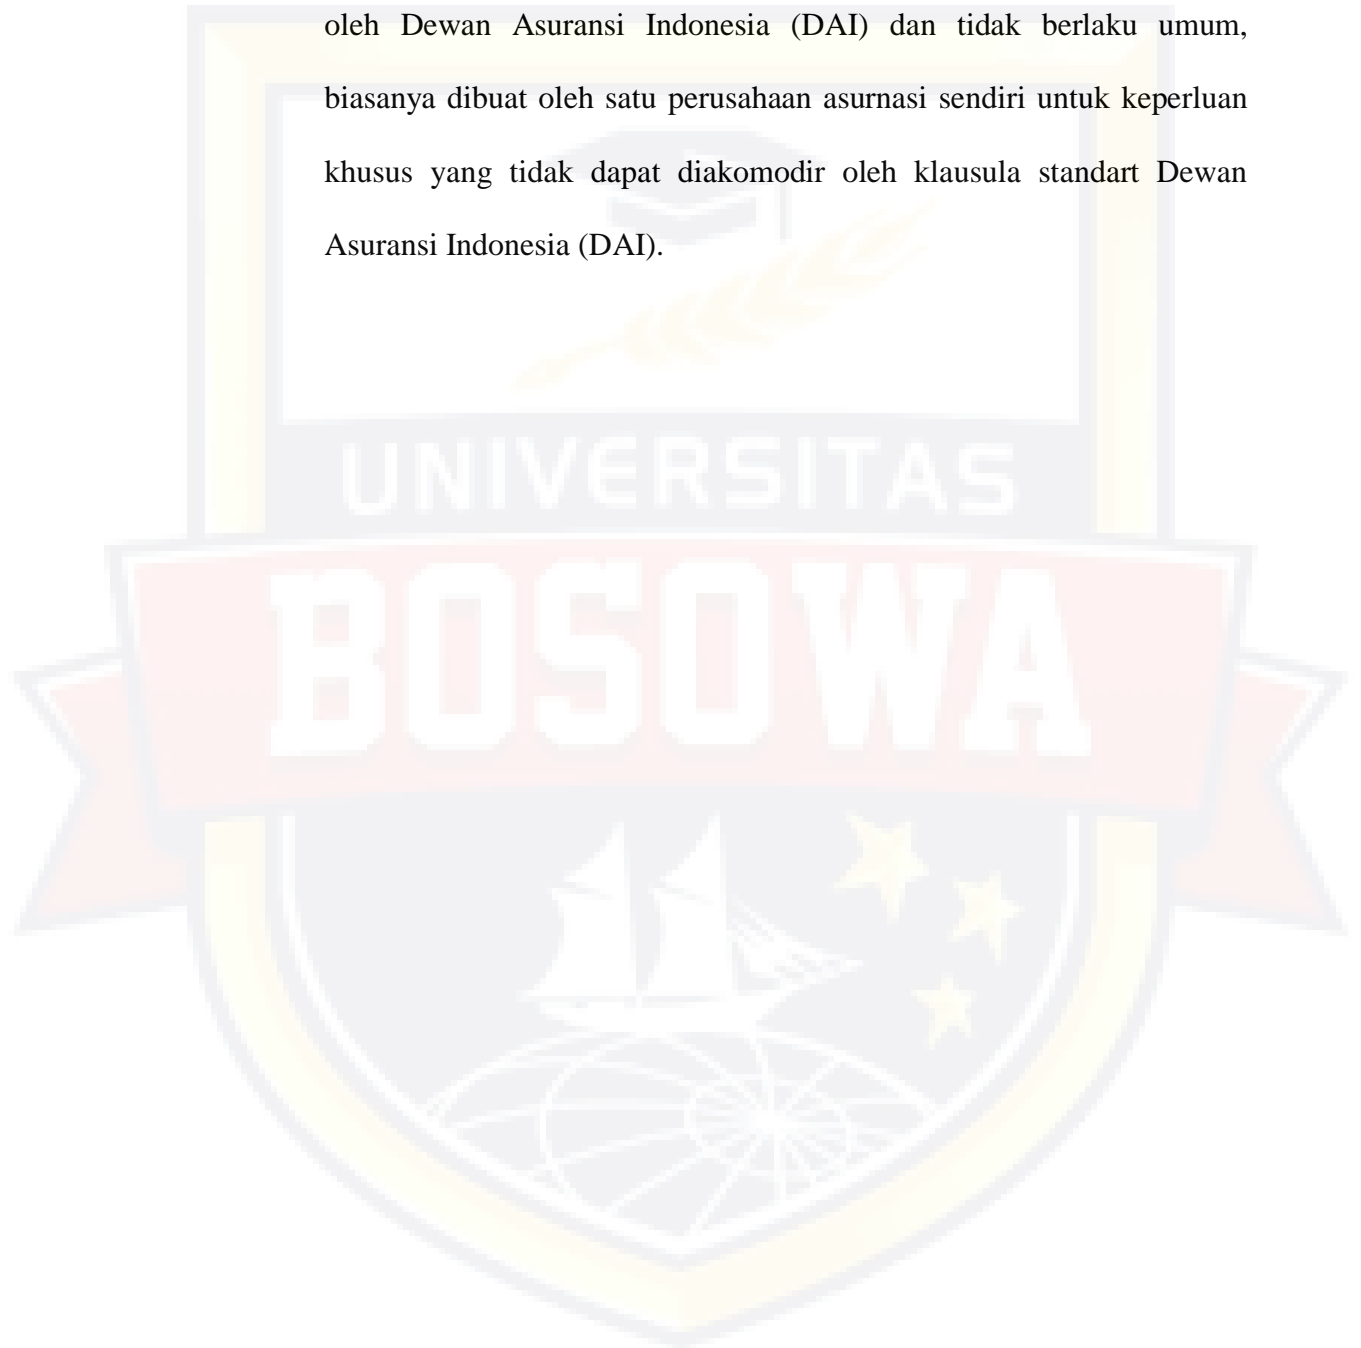 oleh Dewan Asuransi Indonesia (DAI) dan tidak berlaku umum,
biasanya dibuat oleh satu perusahaan asurnasi sendiri untuk keperluan
khusus yang tidak dapat diakomodir oleh klausula standart Dewan
Asuransi Indonesia (DAI).
UNIVERSITAS
BOSOWA